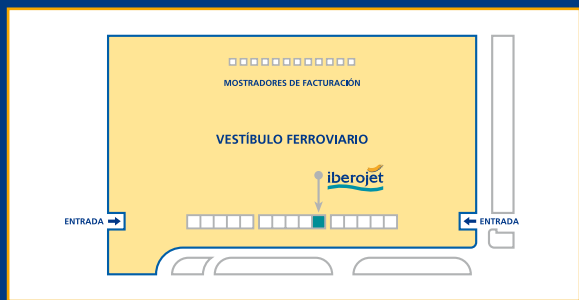 MOSTRADORES DE FACTURACIÓN
VESTÍBULO FERROVIARIO
iberojet
ENTRADA
ENTRADA